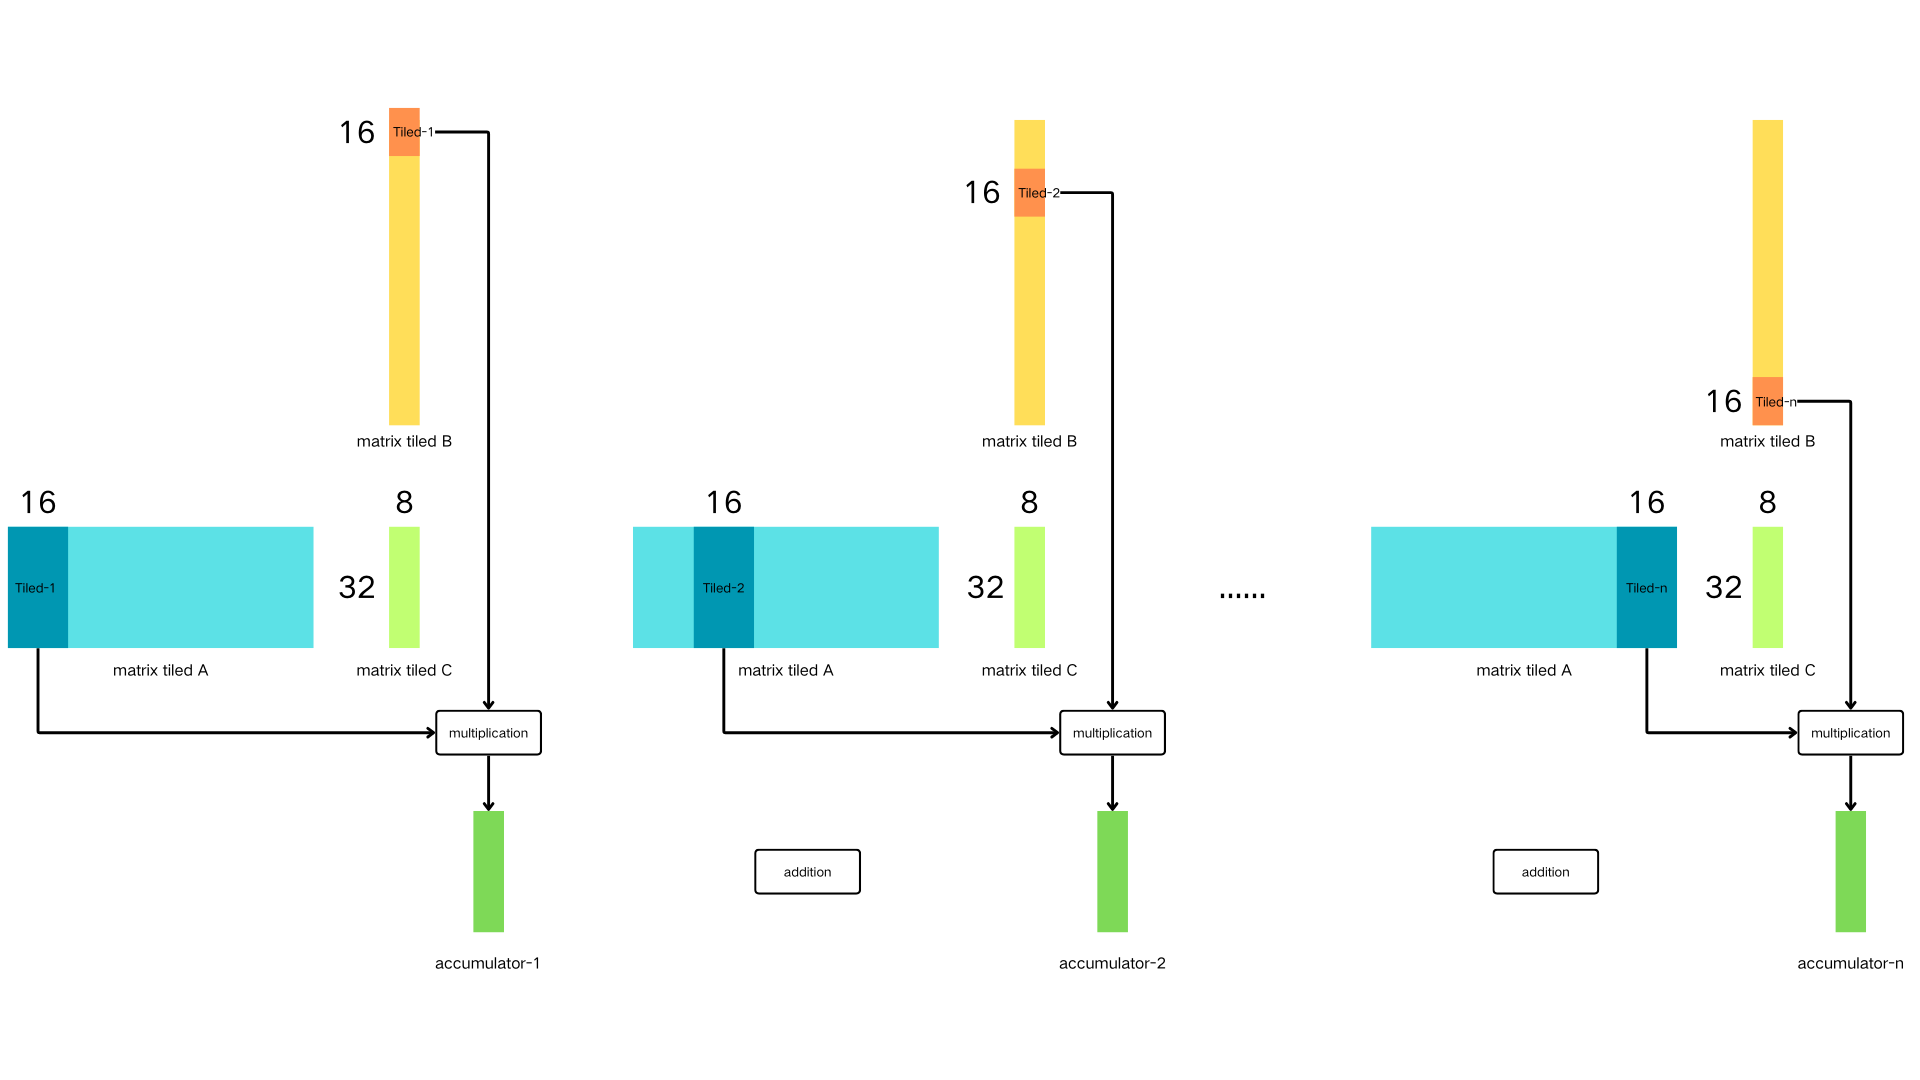 16
Tiled-1
matrix tiled B
16
8
Tiled-1
32
matrix tiled A
matrix tiled C
multiplication
accumulator-1
16
Tiled-2
matrix tiled B
16
8
Tiled-2
32
matrix tiled A
matrix tiled C
multiplication
addition
accumulator-2
......
16
Tiled-n
matrix tiled B
16
8
Tiled-n
32
matrix tiled A
matrix tiled C
multiplication
addition
accumulator-n